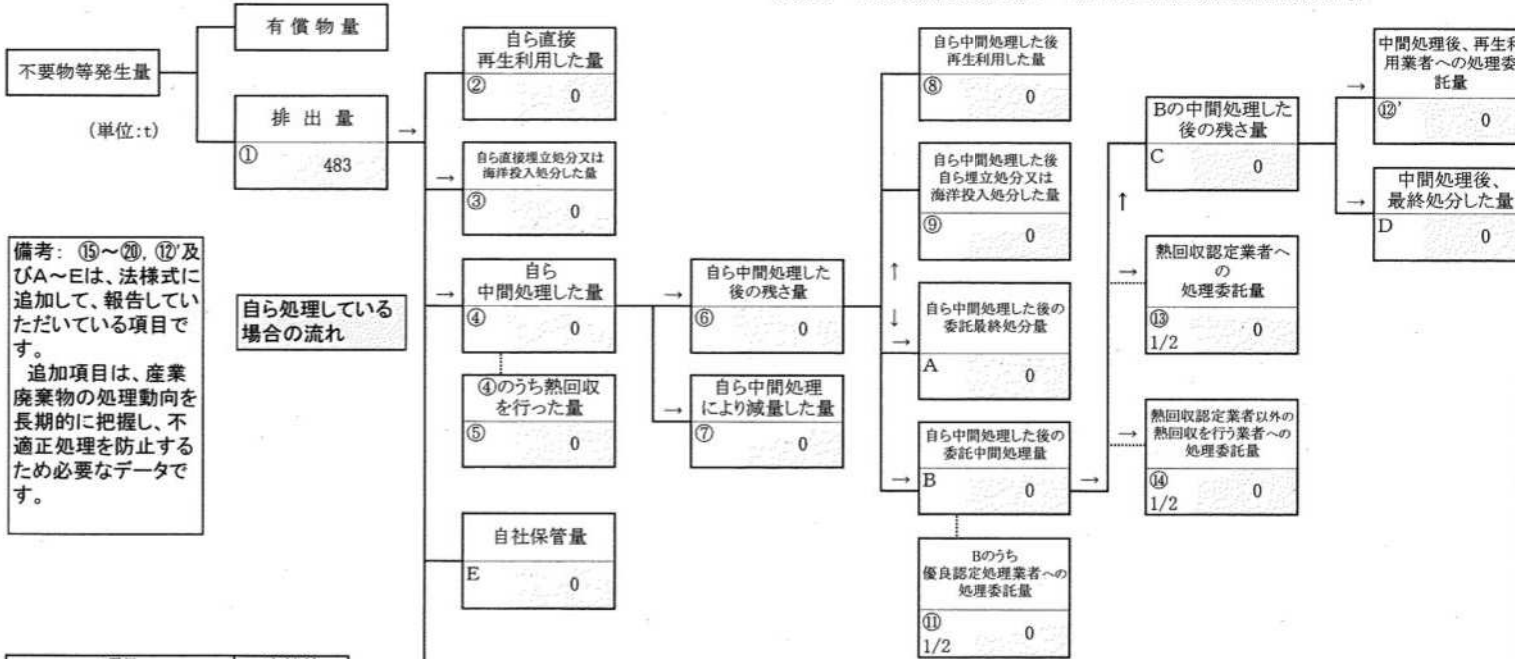 有償物量
不要物等発生量
(単位:t)
排出量
①
483
→
自ら直接
再生利用した量
②
0
→
自ら直接埋立処分又は
海洋投入処分した量
③
0
→
自ら
中間処理した量
④
0
④のうち熱回収
を行った量
⑤
0
自社保管量
E
0
備考: ⑮~⑳, ⑫'及
びA~Eは、法様式に
追加して、報告してい
ただいている項目で
す。
追加項目は、産業
廃棄物の処理動向を
長期的に把握し、不
適正処理を防止する
ため必要なデータで
す。
自ら処理している
場合の流れ
→
自ら中間処理した
後の残さ量
⑥
0
→
自ら中間処理
により減量した量
⑦
0
自ら中間処理した後
再生利用した量
⑧
0
自ら中間処理した後
自ら埋立処分又は
海洋投入処分した量
⑨
0
↑
↓
→
自ら中間処理した後の
委託最終処分量
A
0
→
自ら中間処理した後の
委託中間処理量
B
0
→
Bのうち
優良認定処理業者への
処理委託量
⑪
1/2
0
Bの中間処理した
後の残さ量
C
0
↑
→
熱回収認定業者へ
の
処理委託量
⑬
1/2
0
→
熱回収認定業者以外の
熱回収を行う業者への
処理委託量
⑭
1/2
0
→
中間処理後、再生利
用業者への処理委
託量
⑫'
0
→
中間処理後、
最終処分した量
D
0